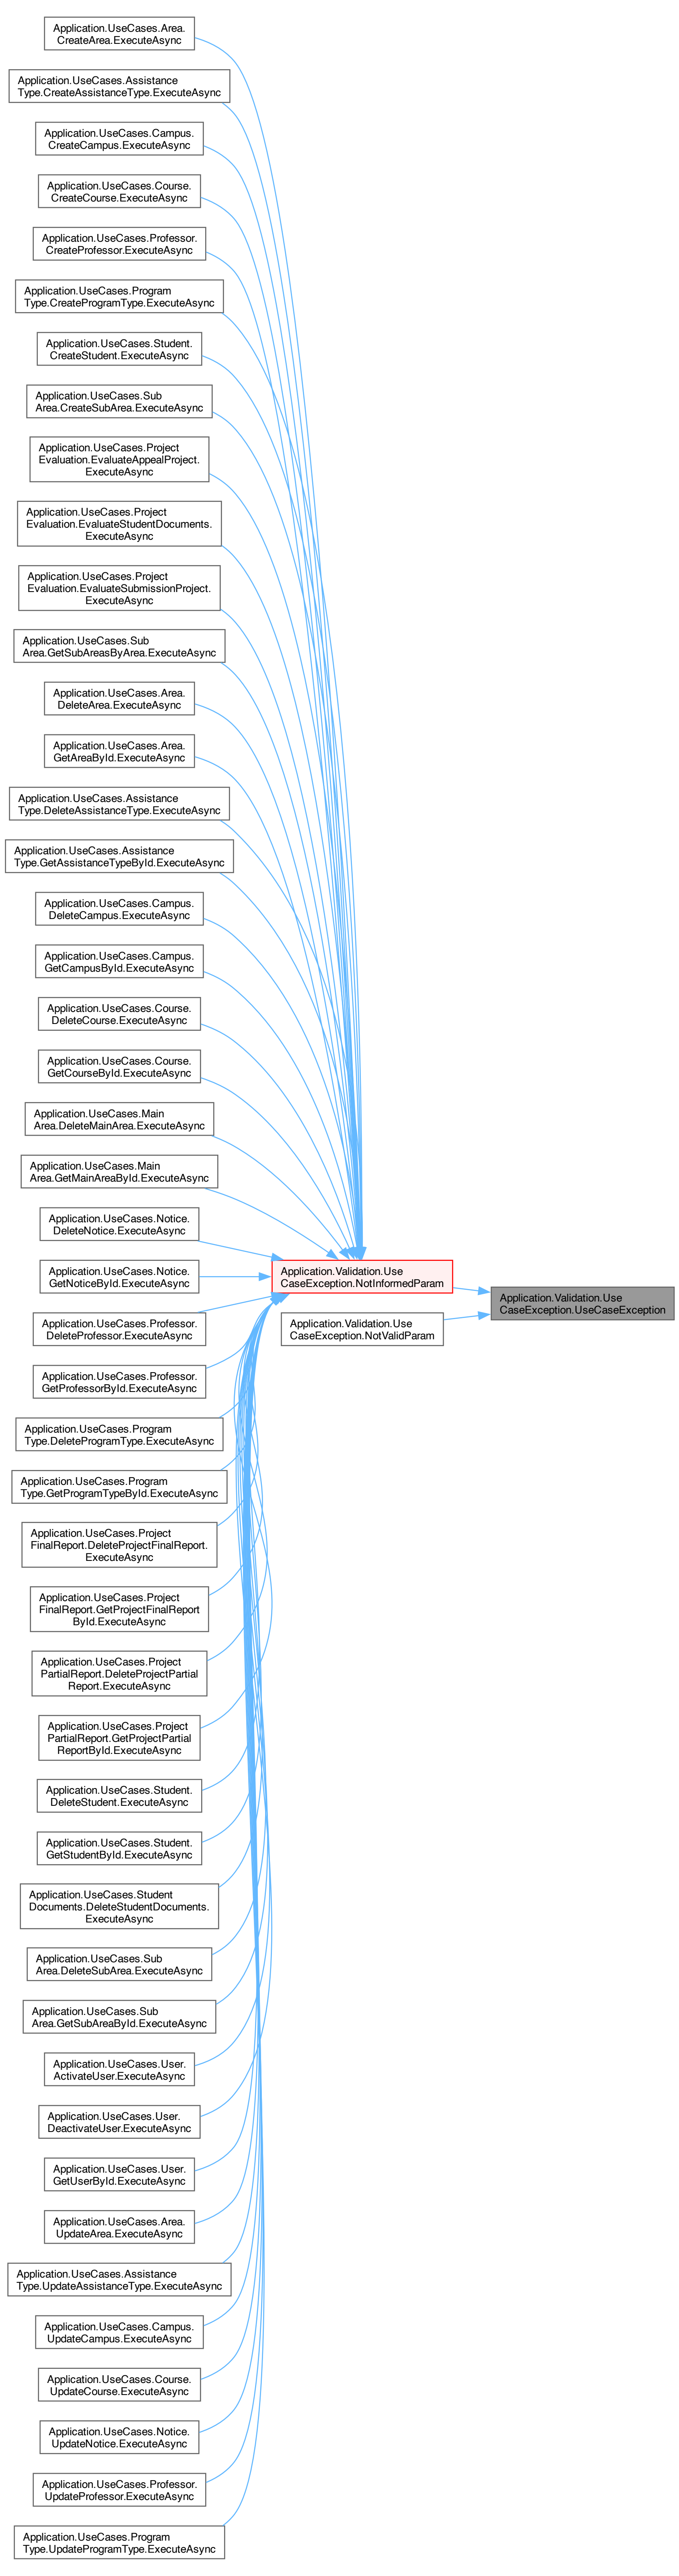 Application.UseCases.Area.
CreateArea.ExecuteAsync
Application.UseCases.Assistance
Type.CreateAssistanceType.ExecuteAsync
Application.UseCases.Campus.
CreateCampus.ExecuteAsync
Application.UseCases.Course.
CreateCourse.ExecuteAsync
Application.UseCases.Professor.
CreateProfessor.ExecuteAsync
Application.UseCases.Program
Type.CreateProgramType.ExecuteAsync
Application.UseCases.Student.
CreateStudent.ExecuteAsync
Application.UseCases.Sub
Area.CreateSubArea.ExecuteAsync
Application.UseCases.Project
Evaluation.EvaluateAppealProject.
ExecuteAsync
Application.UseCases.Project
Evaluation.EvaluateStudentDocuments.
ExecuteAsync
Application.UseCases.Project
Evaluation.EvaluateSubmissionProject.
ExecuteAsync
Application.UseCases.Sub
Area.GetSubAreasByArea.ExecuteAsync
Application.UseCases.Area.
DeleteArea.ExecuteAsync
Application.UseCases.Area.
GetAreaById.ExecuteAsync
Application.UseCases.Assistance
Type.DeleteAssistanceType.ExecuteAsync
Application.UseCases.Assistance
Type.GetAssistanceTypeById.ExecuteAsync
Application.UseCases.Campus.
DeleteCampus.ExecuteAsync
Application.UseCases.Campus.
GetCampusById.ExecuteAsync
Application.UseCases.Course.
DeleteCourse.ExecuteAsync
Application.UseCases.Course.
GetCourseById.ExecuteAsync
Application.UseCases.Main
Area.DeleteMainArea.ExecuteAsync
Application.UseCases.Main
Area.GetMainAreaById.ExecuteAsync
Application.UseCases.Notice.
DeleteNotice.ExecuteAsync
Application.UseCases.Notice.
GetNoticeById.ExecuteAsync
Application.Validation.Use
CaseException.NotInformedParam
Application.Validation.Use
CaseException.UseCaseException
Application.Validation.Use
CaseException.NotValidParam
Application.UseCases.Professor.
DeleteProfessor.ExecuteAsync
Application.UseCases.Professor.
GetProfessorById.ExecuteAsync
Application.UseCases.Program
Type.DeleteProgramType.ExecuteAsync
Application.UseCases.Program
Type.GetProgramTypeById.ExecuteAsync
Application.UseCases.Project
FinalReport.DeleteProjectFinalReport.
ExecuteAsync
Application.UseCases.Project
FinalReport.GetProjectFinalReport
ById.ExecuteAsync
Application.UseCases.Project
PartialReport.DeleteProjectPartial
Report.ExecuteAsync
Application.UseCases.Project
PartialReport.GetProjectPartial
ReportById.ExecuteAsync
Application.UseCases.Student.
DeleteStudent.ExecuteAsync
Application.UseCases.Student.
GetStudentById.ExecuteAsync
Application.UseCases.Student
Documents.DeleteStudentDocuments.
ExecuteAsync
Application.UseCases.Sub
Area.DeleteSubArea.ExecuteAsync
Application.UseCases.Sub
Area.GetSubAreaById.ExecuteAsync
Application.UseCases.User.
ActivateUser.ExecuteAsync
Application.UseCases.User.
DeactivateUser.ExecuteAsync
Application.UseCases.User.
GetUserById.ExecuteAsync
Application.UseCases.Area.
UpdateArea.ExecuteAsync
Application.UseCases.Assistance
Type.UpdateAssistanceType.ExecuteAsync
Application.UseCases.Campus.
UpdateCampus.ExecuteAsync
Application.UseCases.Course.
UpdateCourse.ExecuteAsync
Application.UseCases.Notice.
UpdateNotice.ExecuteAsync
Application.UseCases.Professor.
UpdateProfessor.ExecuteAsync
Application.UseCases.Program
Type.UpdateProgramType.ExecuteAsync